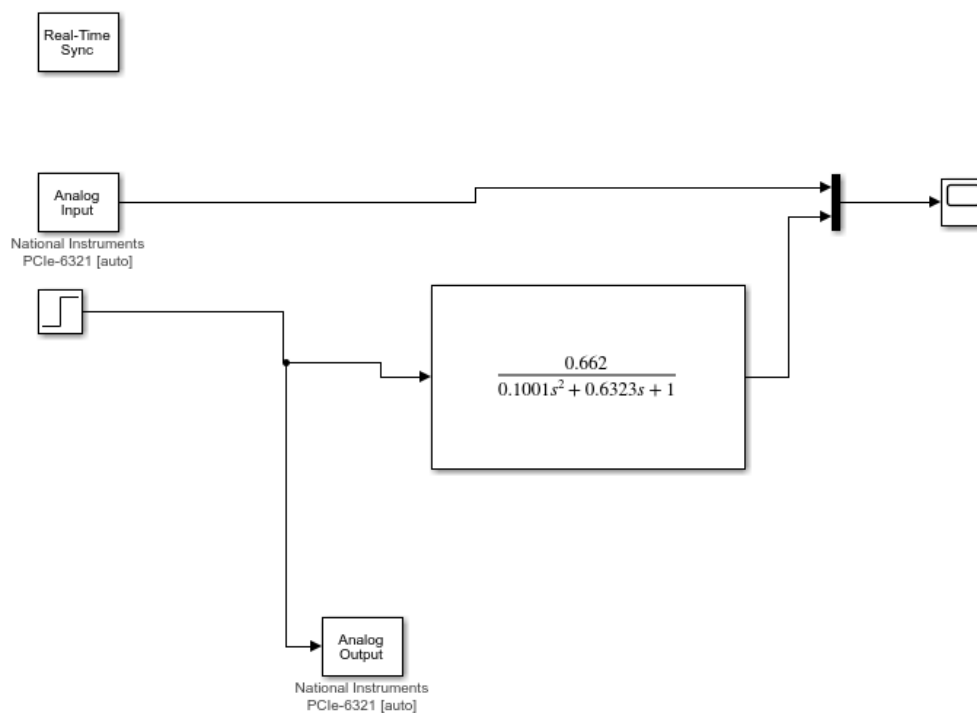 Real-Time
Sync
Analog
Input
National Instruments
PCIe-6321 [auto]
0.662
0.1001s² + 0.6323s + 1
Analog
Output
National Instruments
PCIe-6321 [auto]